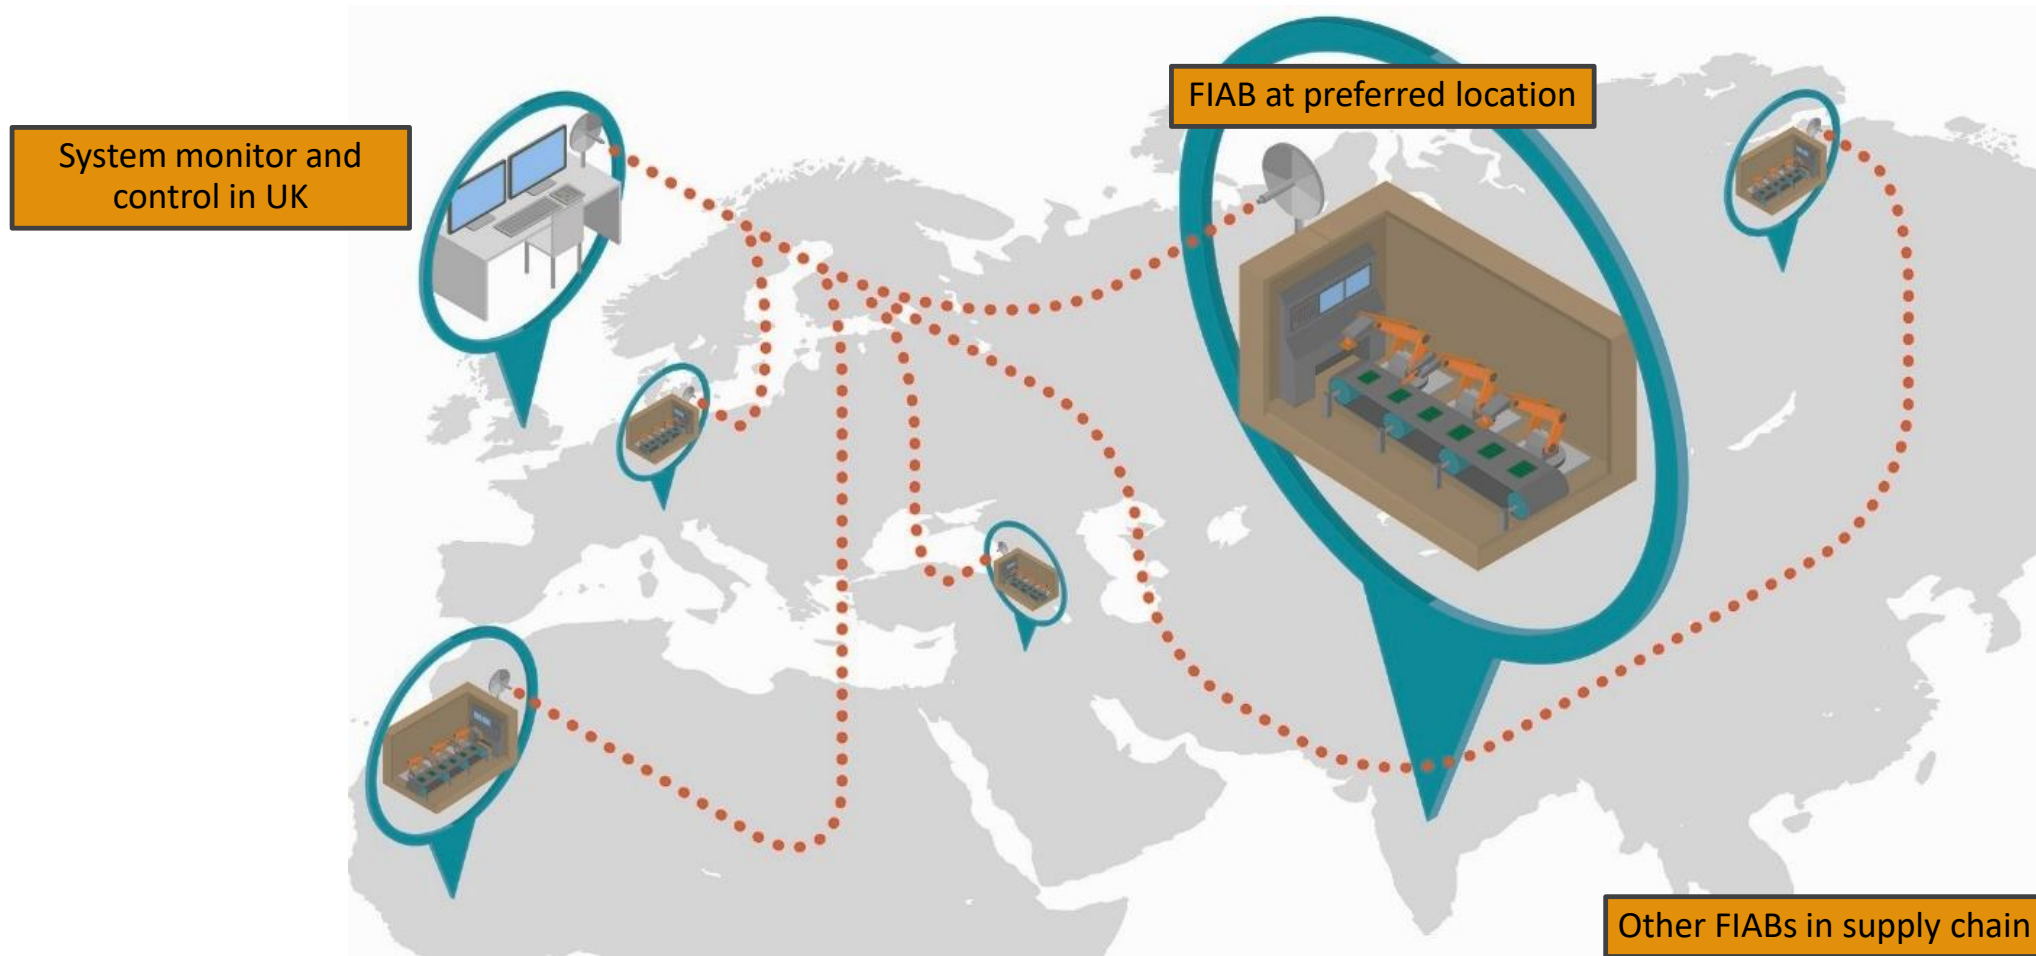 FIAB at preferred location
System monitor and
control in UK
Other FIABs in supply chain